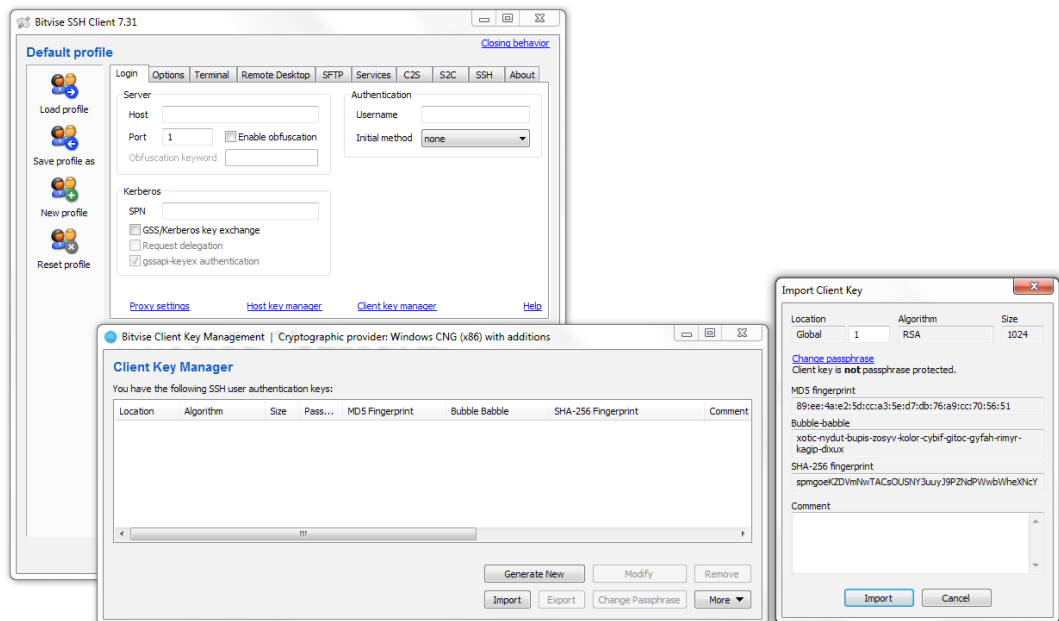 Bitvise SSH Client 7.31
Default profile
Closing behavior
Load profile
Save profile as
New profile
Reset profile
Login Options Terminal Remote Desktop SFTP Services C2S S2C SSH About
Server
Host
Port 1 Enable obfuscation
Obfuscation keyword
Authentication
Username
Initial method none
Kerberos
SPN
GSS/Kerberos key exchange
Request delegation
gssapi-keyex authentication
Proxy settings Host key manager Client key manager Help
Bitvise Client Key Management | Cryptographic provider: Windows CNG (x86) with additions
Client Key Manager
You have the following SSH user authentication keys:
Location Algorithm Size Pass... MD5 Fingerprint Bubble Babble SHA-256 Fingerprint Comment
Generate New Modify Remove
Import Export Change Passphrase More
Import Client Key
Location Algorithm Size
Global 1 RSA 1024
Change passphrase
Client key is not passphrase protected.
MD5 fingerprint
89:ee:4a:e2:5d:cc:a3:5e:d7:db:76:a9:cc:70:56:51
Bubble-babble
xotic-nydut-bupis-zosyv-kolor-cybif-gitoc-gyfah-rimyr-
kagip-dixux
SHA-256 fingerprint
spmgoeKZDVmNwTACsOUSNY3uuyJ9PZNdPWwbWheXNcY
Comment
Import Cancel